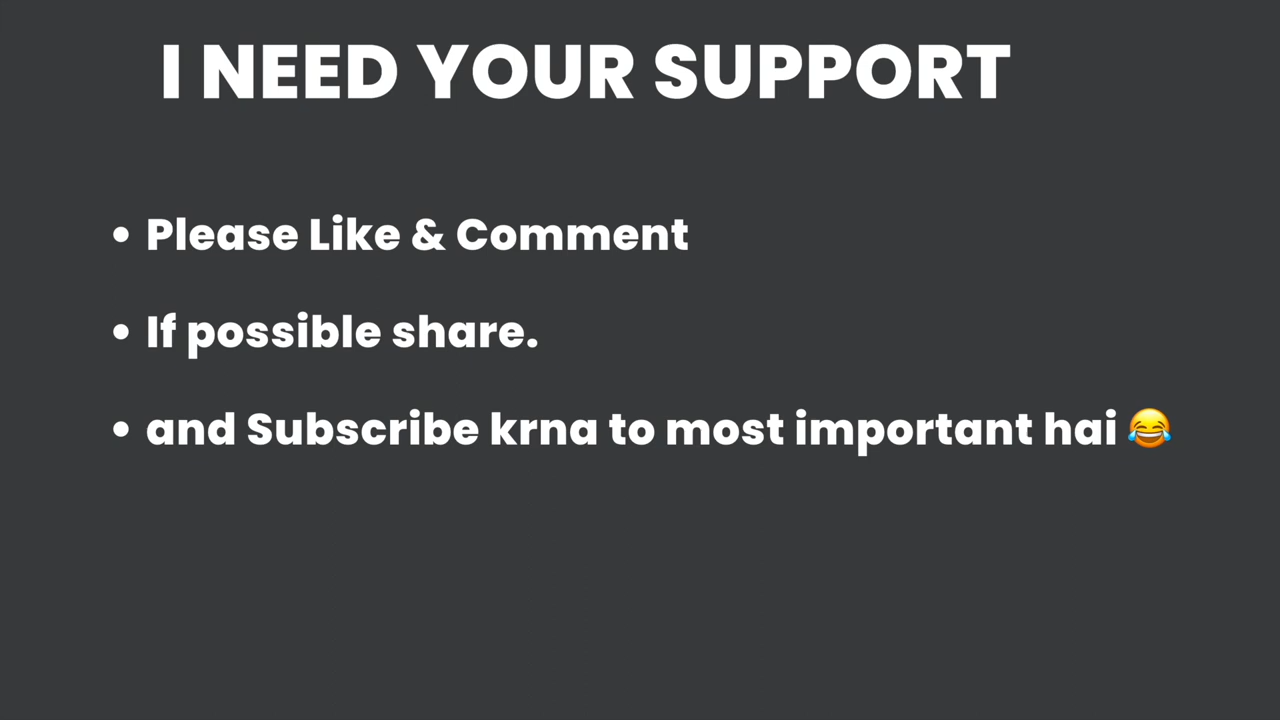 I NEED YOUR SUPPORT
• Please Like & Comment
• If possible share.
• and Subscribe krna to most important hai 😂